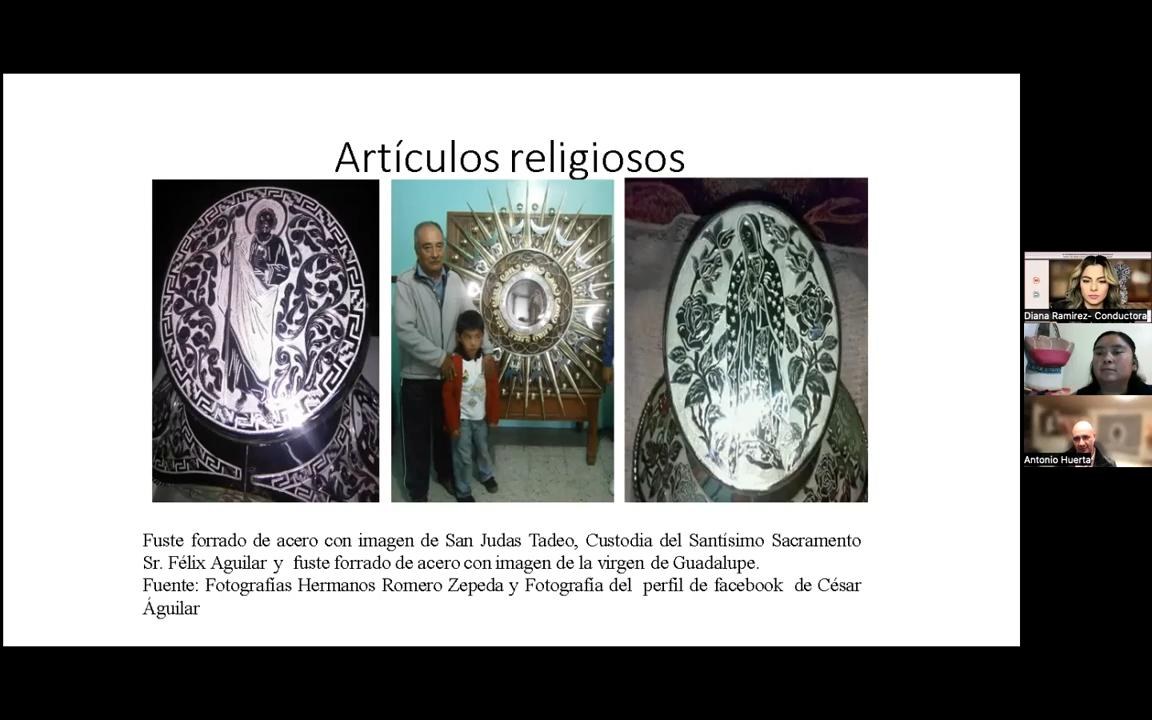 Artículos religiosos
Fuste forrado de acero con imagen de San Judas Tadeo, Custodia del Santísimo Sacramento
Sr. Félix Aguilar y fuste forrado de acero con imagen de la virgen de Guadalupe.
Fuente: Fotografías Hermanos Romero Zepeda y Fotografía del perfil de facebook de César
Águilar
Diana Ramirez- Conductora
Antonio Huerta